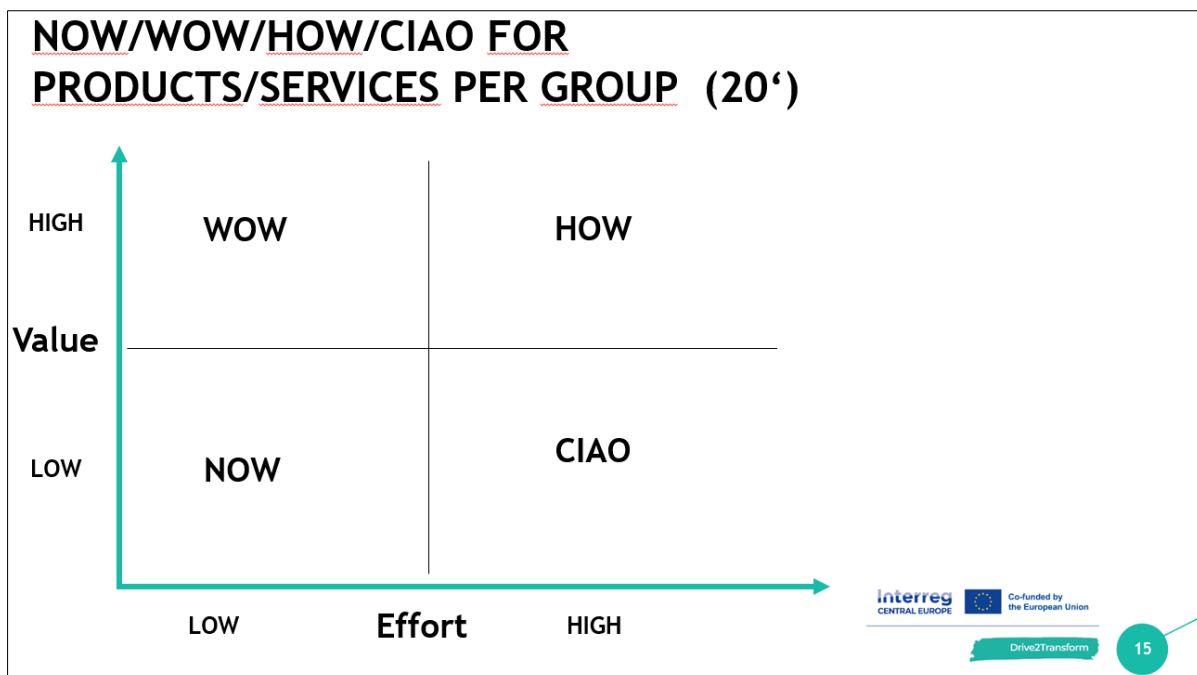 NOW/WOW/HOW/CIAO FOR
PRODUCTS/SERVICES PER GROUP (20‘)
HIGH
WOW
HOW
Value
LOW
NOW
CIAO
LOW
Effort
HIGH
Interreg
CENTRAL EUROPE
Co-funded by
the European Union
Drive2Transform
15